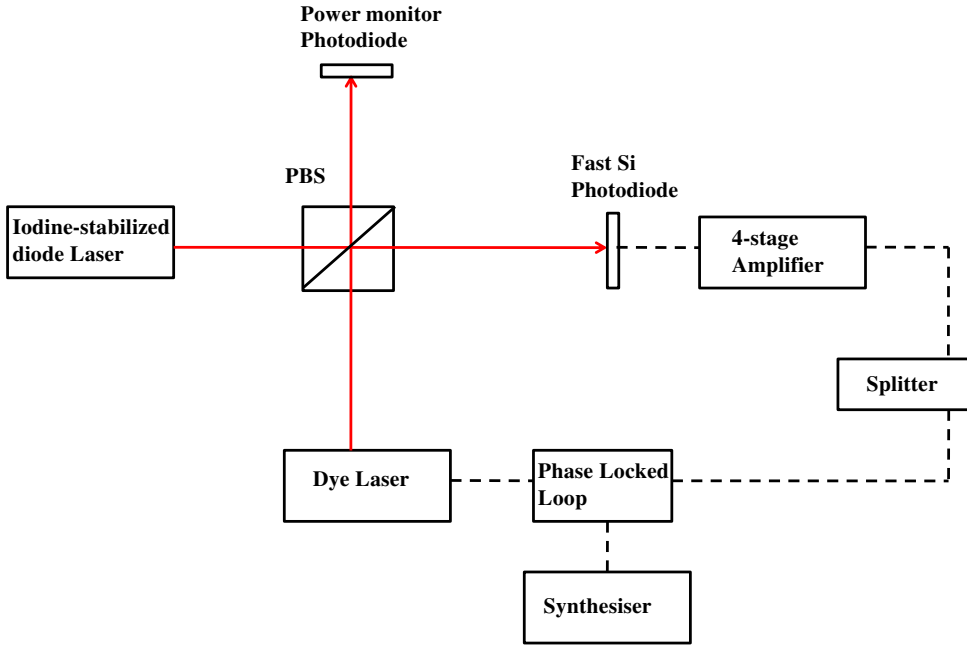 Power monitor
Photodiode
PBS
Fast Si
Photodiode
Iodine-stabilized
diode Laser
4-stage
Amplifier
Splitter
Dye Laser
Phase Locked
Loop
Synthesiser